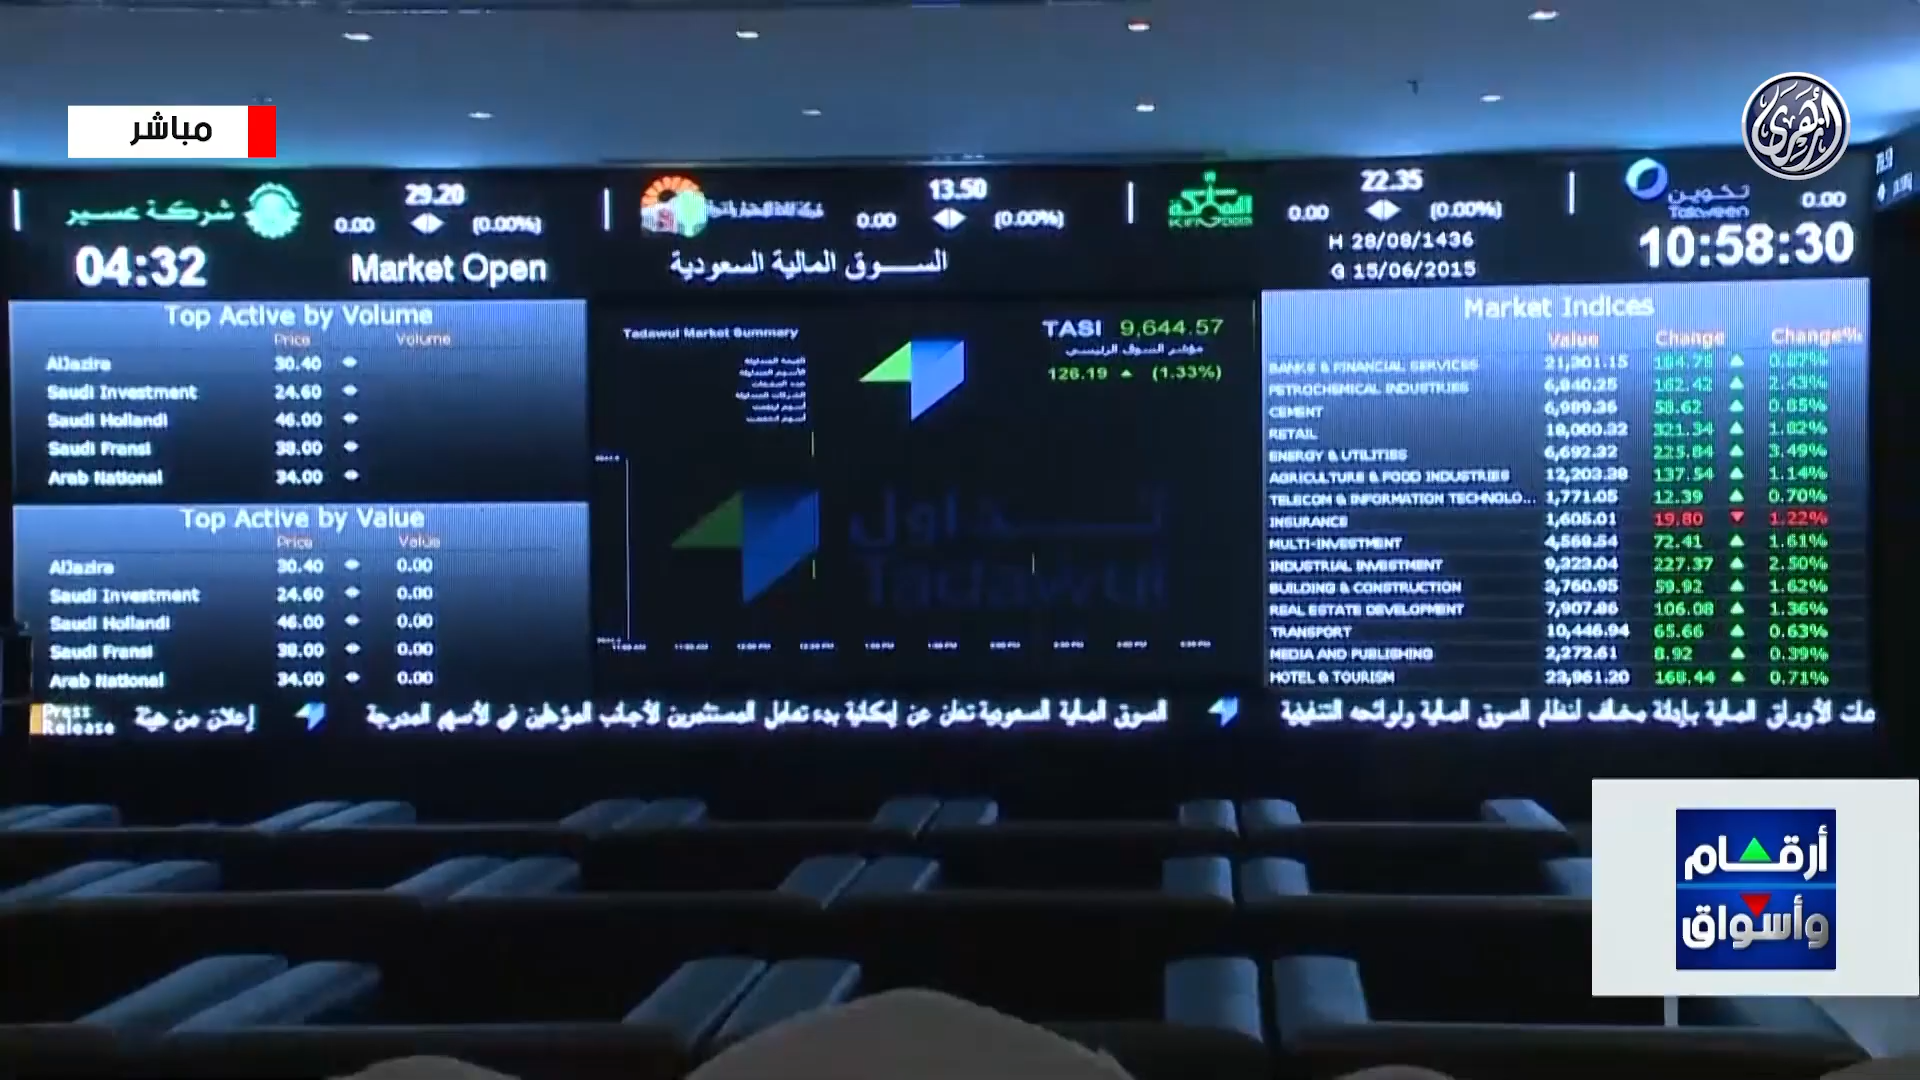 مباشر
شركة عسير
29.20
0.00 (0.00%)
13.50
0.00 (0.00%)
المملكة
KINGDOM
22.35
0.00 (0.00%)
تكوين
Takween
0.00
04:32
Market Open
السوق المالية السعودية
H 28/08/1436
G 15/06/2015
10:58:30
Top Active by Volume
Price Volume
AlJazira 30.40
Saudi Investment 24.60
Saudi Hollandi 46.00
Saudi Fransi 38.00
Arab National 34.00
Top Active by Value
Price Value
AlJazira 30.40 0.00
Saudi Investment 24.60 0.00
Saudi Hollandi 46.00 0.00
Saudi Fransi 38.00 0.00
Arab National 34.00 0.00
Tadawul Market Summary
TASI 9,644.57
مؤشر السوق الرئيسي
126.19 ▲ (1.33%)
تداول
Tadawul
Market Indices
Value Change Change%
BANKS & FINANCIAL SERVICES 21,301.15 184.78 ▲ 0.87%
PETROCHEMICAL INDUSTRIES 6,840.25 162.42 ▲ 2.43%
CEMENT 6,989.36 58.62 ▲ 0.85%
RETAIL 18,000.32 321.34 ▲ 1.82%
ENERGY & UTILITIES 6,692.32 225.84 ▲ 3.49%
AGRICULTURE & FOOD INDUSTRIES 12,203.38 137.54 ▲ 1.14%
TELECOM & INFORMATION TECHNOLO... 1,771.05 12.39 ▲ 0.70%
INSURANCE 1,605.01 19.80 ▼ 1.22%
MULTI-INVESTMENT 4,568.54 72.41 ▲ 1.61%
INDUSTRIAL INVESTMENT 9,323.04 227.37 ▲ 2.50%
BUILDING & CONSTRUCTION 3,760.95 59.92 ▲ 1.62%
REAL ESTATE DEVELOPMENT 7,907.86 106.08 ▲ 1.36%
TRANSPORT 10,446.94 65.66 ▲ 0.63%
MEDIA AND PUBLISHING 2,272.61 8.92 ▲ 0.39%
HOTEL & TOURISM 23,961.20 168.44 ▲ 0.71%
Press Release
عات الأوراق المالية بإدلة مخالف لنظام السوق المالية ولوائحه التنفيذية
السوق المالية السعودية تعلن عن إمكانية بدء تعامل المستثمرين الأجانب المؤهلين في الأسهم المدرجة
إعلان من هيئة
أرقام
وأسواق